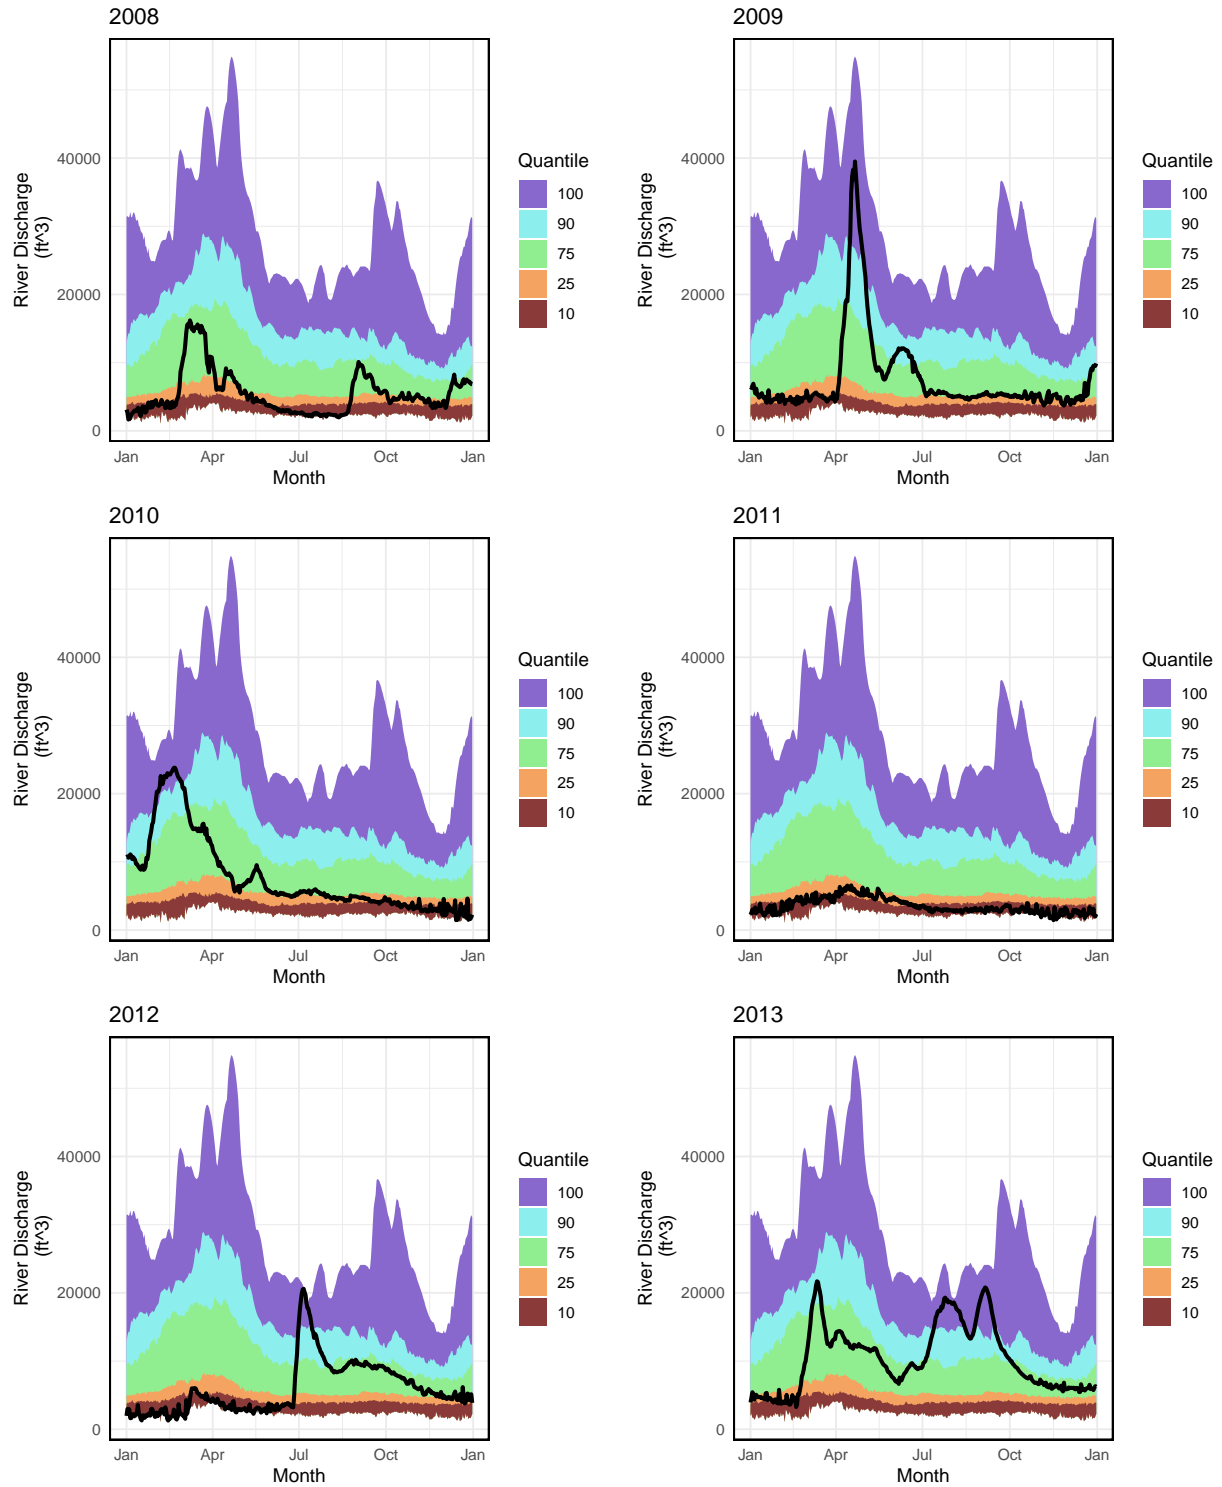 2008
River Discharge
(ft^3)
40000
20000
0
Jan
Apr
Jul
Oct
Jan
Month
Quantile
100
90
75
25
10
2009
River Discharge
(ft^3)
40000
20000
0
Jan
Apr
Jul
Oct
Jan
Month
Quantile
100
90
75
25
10
2010
River Discharge
(ft^3)
40000
20000
0
Jan
Apr
Jul
Oct
Jan
Month
Quantile
100
90
75
25
10
2011
River Discharge
(ft^3)
40000
20000
0
Jan
Apr
Jul
Oct
Jan
Month
Quantile
100
90
75
25
10
2012
River Discharge
(ft^3)
40000
20000
0
Jan
Apr
Jul
Oct
Jan
Month
Quantile
100
90
75
25
10
2013
River Discharge
(ft^3)
40000
20000
0
Jan
Apr
Jul
Oct
Jan
Month
Quantile
100
90
75
25
10